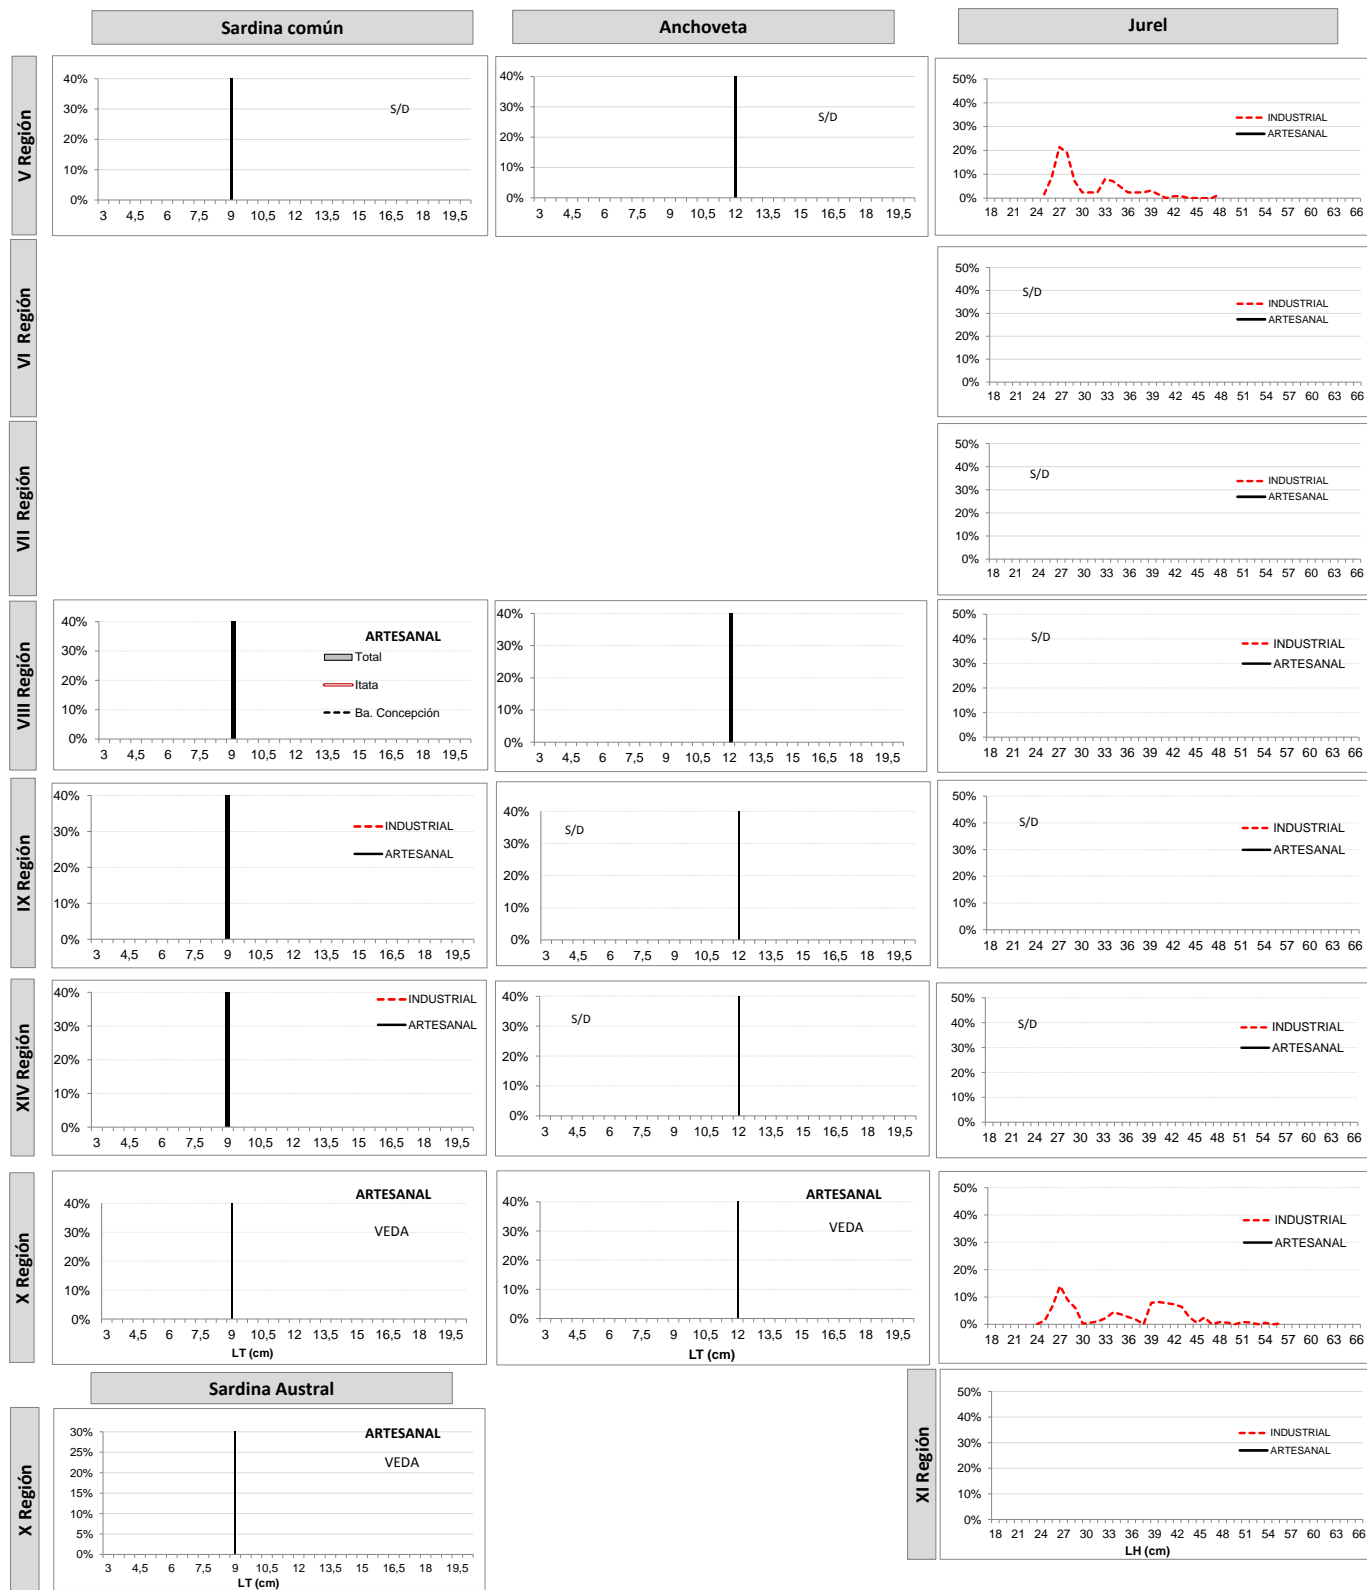 Sardina común
Anchoveta
Jurel
V Región
40%
30%
20%
10%
0%
3 4,5 6 7,5 9 10,5 12 13,5 15 16,5 18 19,5
S/D
40%
30%
20%
10%
0%
3 4,5 6 7,5 9 10,5 12 13,5 15 16,5 18 19,5
S/D
50%
40%
30%
20%
10%
0%
18 21 24 27 30 33 36 39 42 45 48 51 54 57 60 63 66
INDUSTRIAL
ARTESANAL
VI Región
50%
40%
30%
20%
10%
0%
18 21 24 27 30 33 36 39 42 45 48 51 54 57 60 63 66
S/D
INDUSTRIAL
ARTESANAL
VII Región
50%
40%
30%
20%
10%
0%
18 21 24 27 30 33 36 39 42 45 48 51 54 57 60 63 66
S/D
INDUSTRIAL
ARTESANAL
VIII Región
40%
30%
20%
10%
0%
3 4,5 6 7,5 9 10,5 12 13,5 15 16,5 18 19,5
ARTESANAL
Total
Itata
Ba. Concepción
40%
30%
20%
10%
0%
3 4,5 6 7,5 9 10,5 12 13,5 15 16,5 18 19,5
50%
40%
30%
20%
10%
0%
18 21 24 27 30 33 36 39 42 45 48 51 54 57 60 63 66
S/D
INDUSTRIAL
ARTESANAL
IX Región
40%
30%
20%
10%
0%
3 4,5 6 7,5 9 10,5 12 13,5 15 16,5 18 19,5
INDUSTRIAL
ARTESANAL
40%
30%
20%
10%
0%
3 4,5 6 7,5 9 10,5 12 13,5 15 16,5 18 19,5
S/D
50%
40%
30%
20%
10%
0%
18 21 24 27 30 33 36 39 42 45 48 51 54 57 60 63 66
S/D
INDUSTRIAL
ARTESANAL
XIV Región
40%
30%
20%
10%
0%
3 4,5 6 7,5 9 10,5 12 13,5 15 16,5 18 19,5
INDUSTRIAL
ARTESANAL
40%
30%
20%
10%
0%
3 4,5 6 7,5 9 10,5 12 13,5 15 16,5 18 19,5
S/D
50%
40%
30%
20%
10%
0%
18 21 24 27 30 33 36 39 42 45 48 51 54 57 60 63 66
S/D
INDUSTRIAL
ARTESANAL
X Región
40%
30%
20%
10%
0%
3 4,5 6 7,5 9 10,5 12 13,5 15 16,5 18 19,5
LT (cm)
ARTESANAL
VEDA
40%
30%
20%
10%
0%
3 4,5 6 7,5 9 10,5 12 13,5 15 16,5 18 19,5
LT (cm)
ARTESANAL
VEDA
50%
40%
30%
20%
10%
0%
18 21 24 27 30 33 36 39 42 45 48 51 54 57 60 63 66
INDUSTRIAL
ARTESANAL
Sardina Austral
X Región
30%
25%
20%
15%
10%
5%
0%
3 4,5 6 7,5 9 10,5 12 13,5 15 16,5 18 19,5
LT (cm)
ARTESANAL
VEDA
XI Región
50%
40%
30%
20%
10%
0%
18 21 24 27 30 33 36 39 42 45 48 51 54 57 60 63 66
LH (cm)
INDUSTRIAL
ARTESANAL